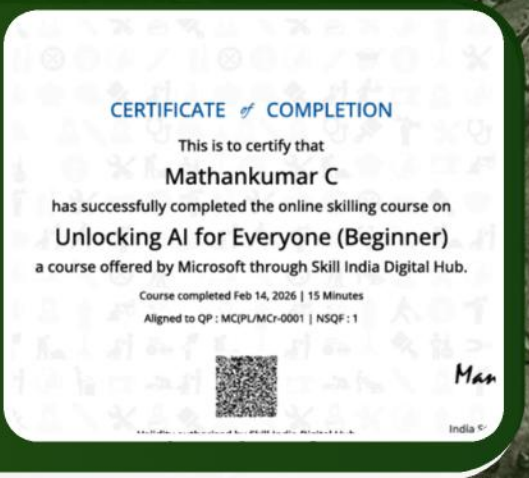 CERTIFICATE of COMPLETION
This is to certify that
Mathankumar C
has successfully completed the online skilling course on
Unlocking AI for Everyone (Beginner)
a course offered by Microsoft through Skill India Digital Hub.
Course completed Feb 14, 2026 | 15 Minutes
Aligned to QP : MC(PL/MCr-0001 | NSQF : 1
Man
India